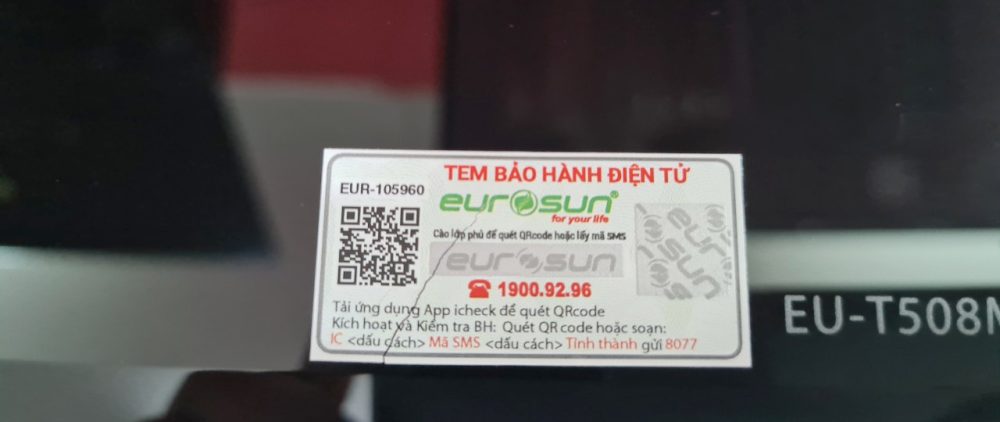 TEM BẢO HÀNH ĐIỆN TỬ
EUR-105960
eurosun®
for your life
Cào lớp phủ để quét QRcode hoặc lấy mã SMS
eurosun
eurosun
1900.92.96
Tải ứng dụng App icheck để quét QRcode
Kích hoạt và Kiểm tra BH: Quét QR code hoặc soạn:
IC <dấu cách> Mã SMS <dấu cách> Tỉnh thành gửi 8077
EU-T508M